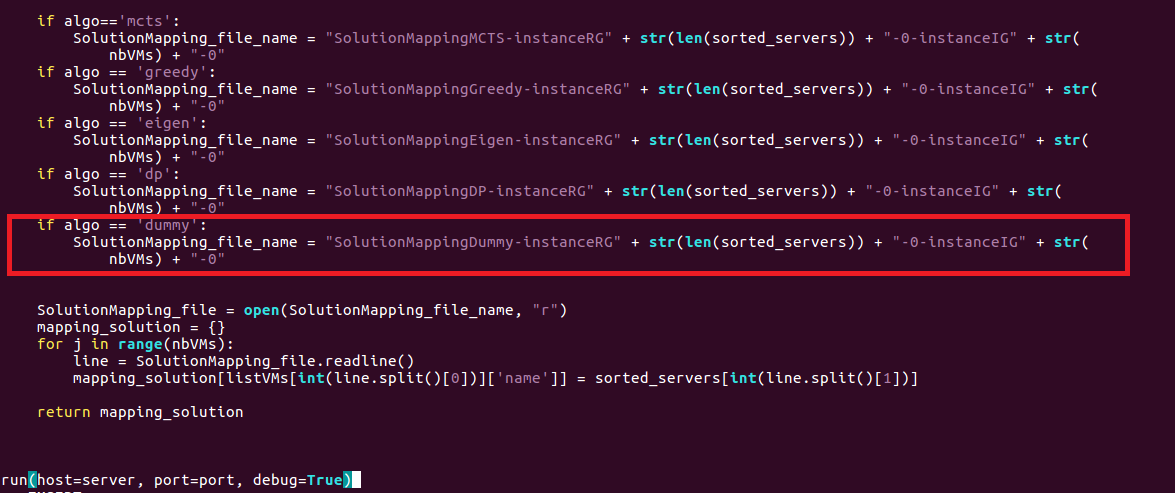 if algo=='mcts':
SolutionMapping_file_name = "SolutionMappingMCTS-instanceRG" + str(len(sorted_servers)) + "-0-instanceIG" + str(
nbVMs) + "-0"
if algo == 'greedy':
SolutionMapping_file_name = "SolutionMappingGreedy-instanceRG" + str(len(sorted_servers)) + "-0-instanceIG" + str(
nbVMs) + "-0"
if algo == 'eigen':
SolutionMapping_file_name = "SolutionMappingEigen-instanceRG" + str(len(sorted_servers)) + "-0-instanceIG" + str(
nbVMs) + "-0"
if algo == 'dp':
SolutionMapping_file_name = "SolutionMappingDP-instanceRG" + str(len(sorted_servers)) + "-0-instanceIG" + str(
nbVMs) + "-0"
if algo == 'dummy':
SolutionMapping_file_name = "SolutionMappingDummy-instanceRG" + str(len(sorted_servers)) + "-0-instanceIG" + str(
nbVMs) + "-0"
SolutionMapping_file = open(SolutionMapping_file_name, "r")
mapping_solution = {}
for j in range(nbVMs):
line = SolutionMapping_file.readline()
mapping_solution[listVMs[int(line.split()[0])]['name']] = sorted_servers[int(line.split()[1])]
return mapping_solution
run(host=server, port=port, debug=True)